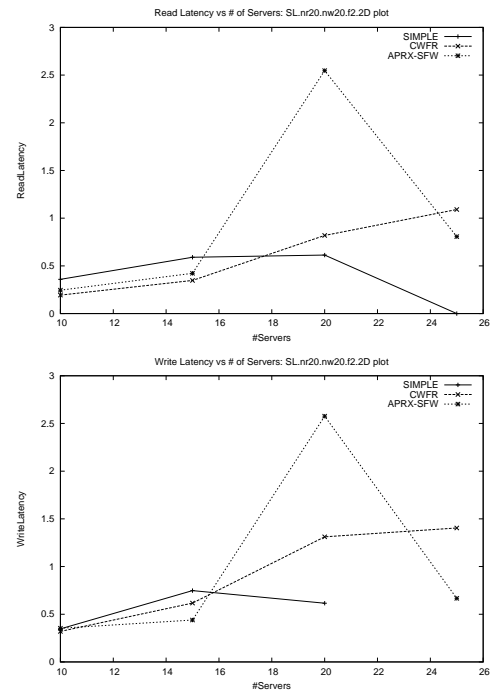 Read Latency vs # of Servers: SL.nr20.nw20.f2.2D plot
3
2.5
2
1.5
1
0.5
0
ReadLatency
SIMPLE
CWFR
APRX-SFW
10 12 14 16 18 20 22 24 26
#Servers
Write Latency vs # of Servers: SL.nr20.nw20.f2.2D plot
3
2.5
2
1.5
1
0.5
0
WriteLatency
SIMPLE
CWFR
APRX-SFW
10 12 14 16 18 20 22 24 26
#Servers